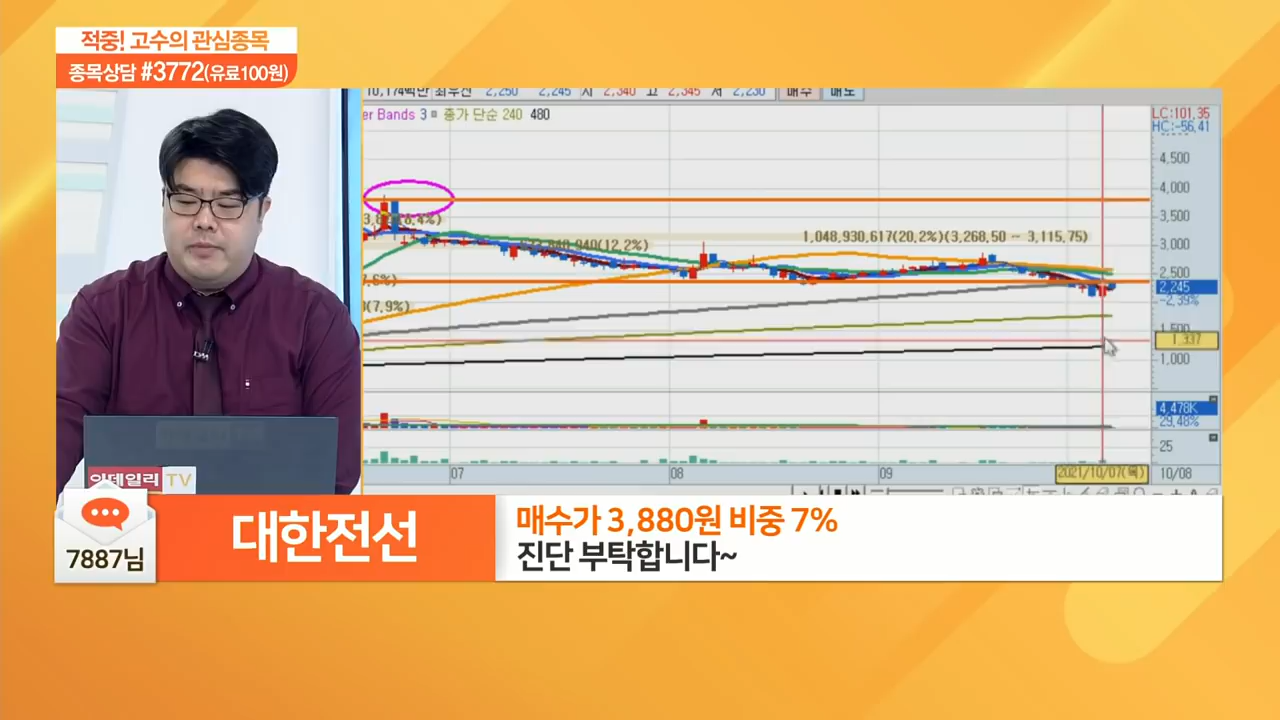 적중! 고수의 관심종목
종목상담 #3772(유료100원)
10,174백만 최우선 2,250 2,245 시 2,340 고 2,345 저 2,230 매수 매도
er Bands 3 종가 단순 240 480
LC:101.35
HC:-56.41
4,500
4,000
3,500
3,000
2,500
2,245
-2.39%
1,500
1,337
1,000
1,048,930,617(20.2%)(3,268.50 ~ 3,115.75)
(12.2%)
(7.9%)
4,478K
29.48%
25
07 08 09 2021/10/07(목) 10/08
이데일리 TV
7887님
대한전선
매수가 3,880원 비중 7%
진단 부탁합니다~